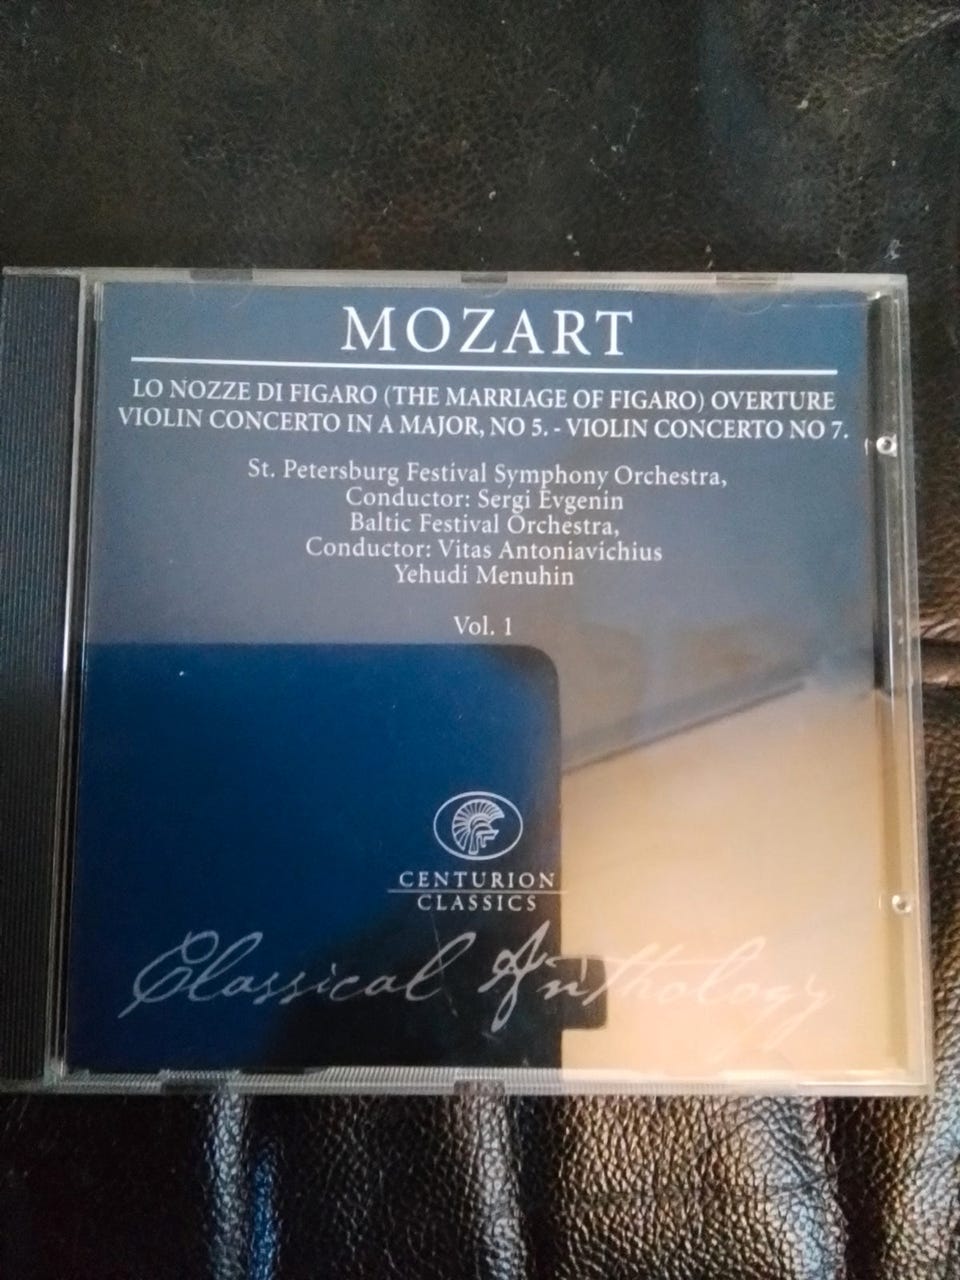 MOZART
LO NOZZE DI FIGARO (THE MARRIAGE OF FIGARO) OVERTURE
VIOLIN CONCERTO IN A MAJOR, NO 5. - VIOLIN CONCERTO NO 7.
St. Petersburg Festival Symphony Orchestra,
Conductor: Sergi Evgenin
Baltic Festival Orchestra,
Conductor: Vitas Antoniavichius
Yehudi Menuhin
Vol. 1
CENTURION
CLASSICS
Classical Anthology